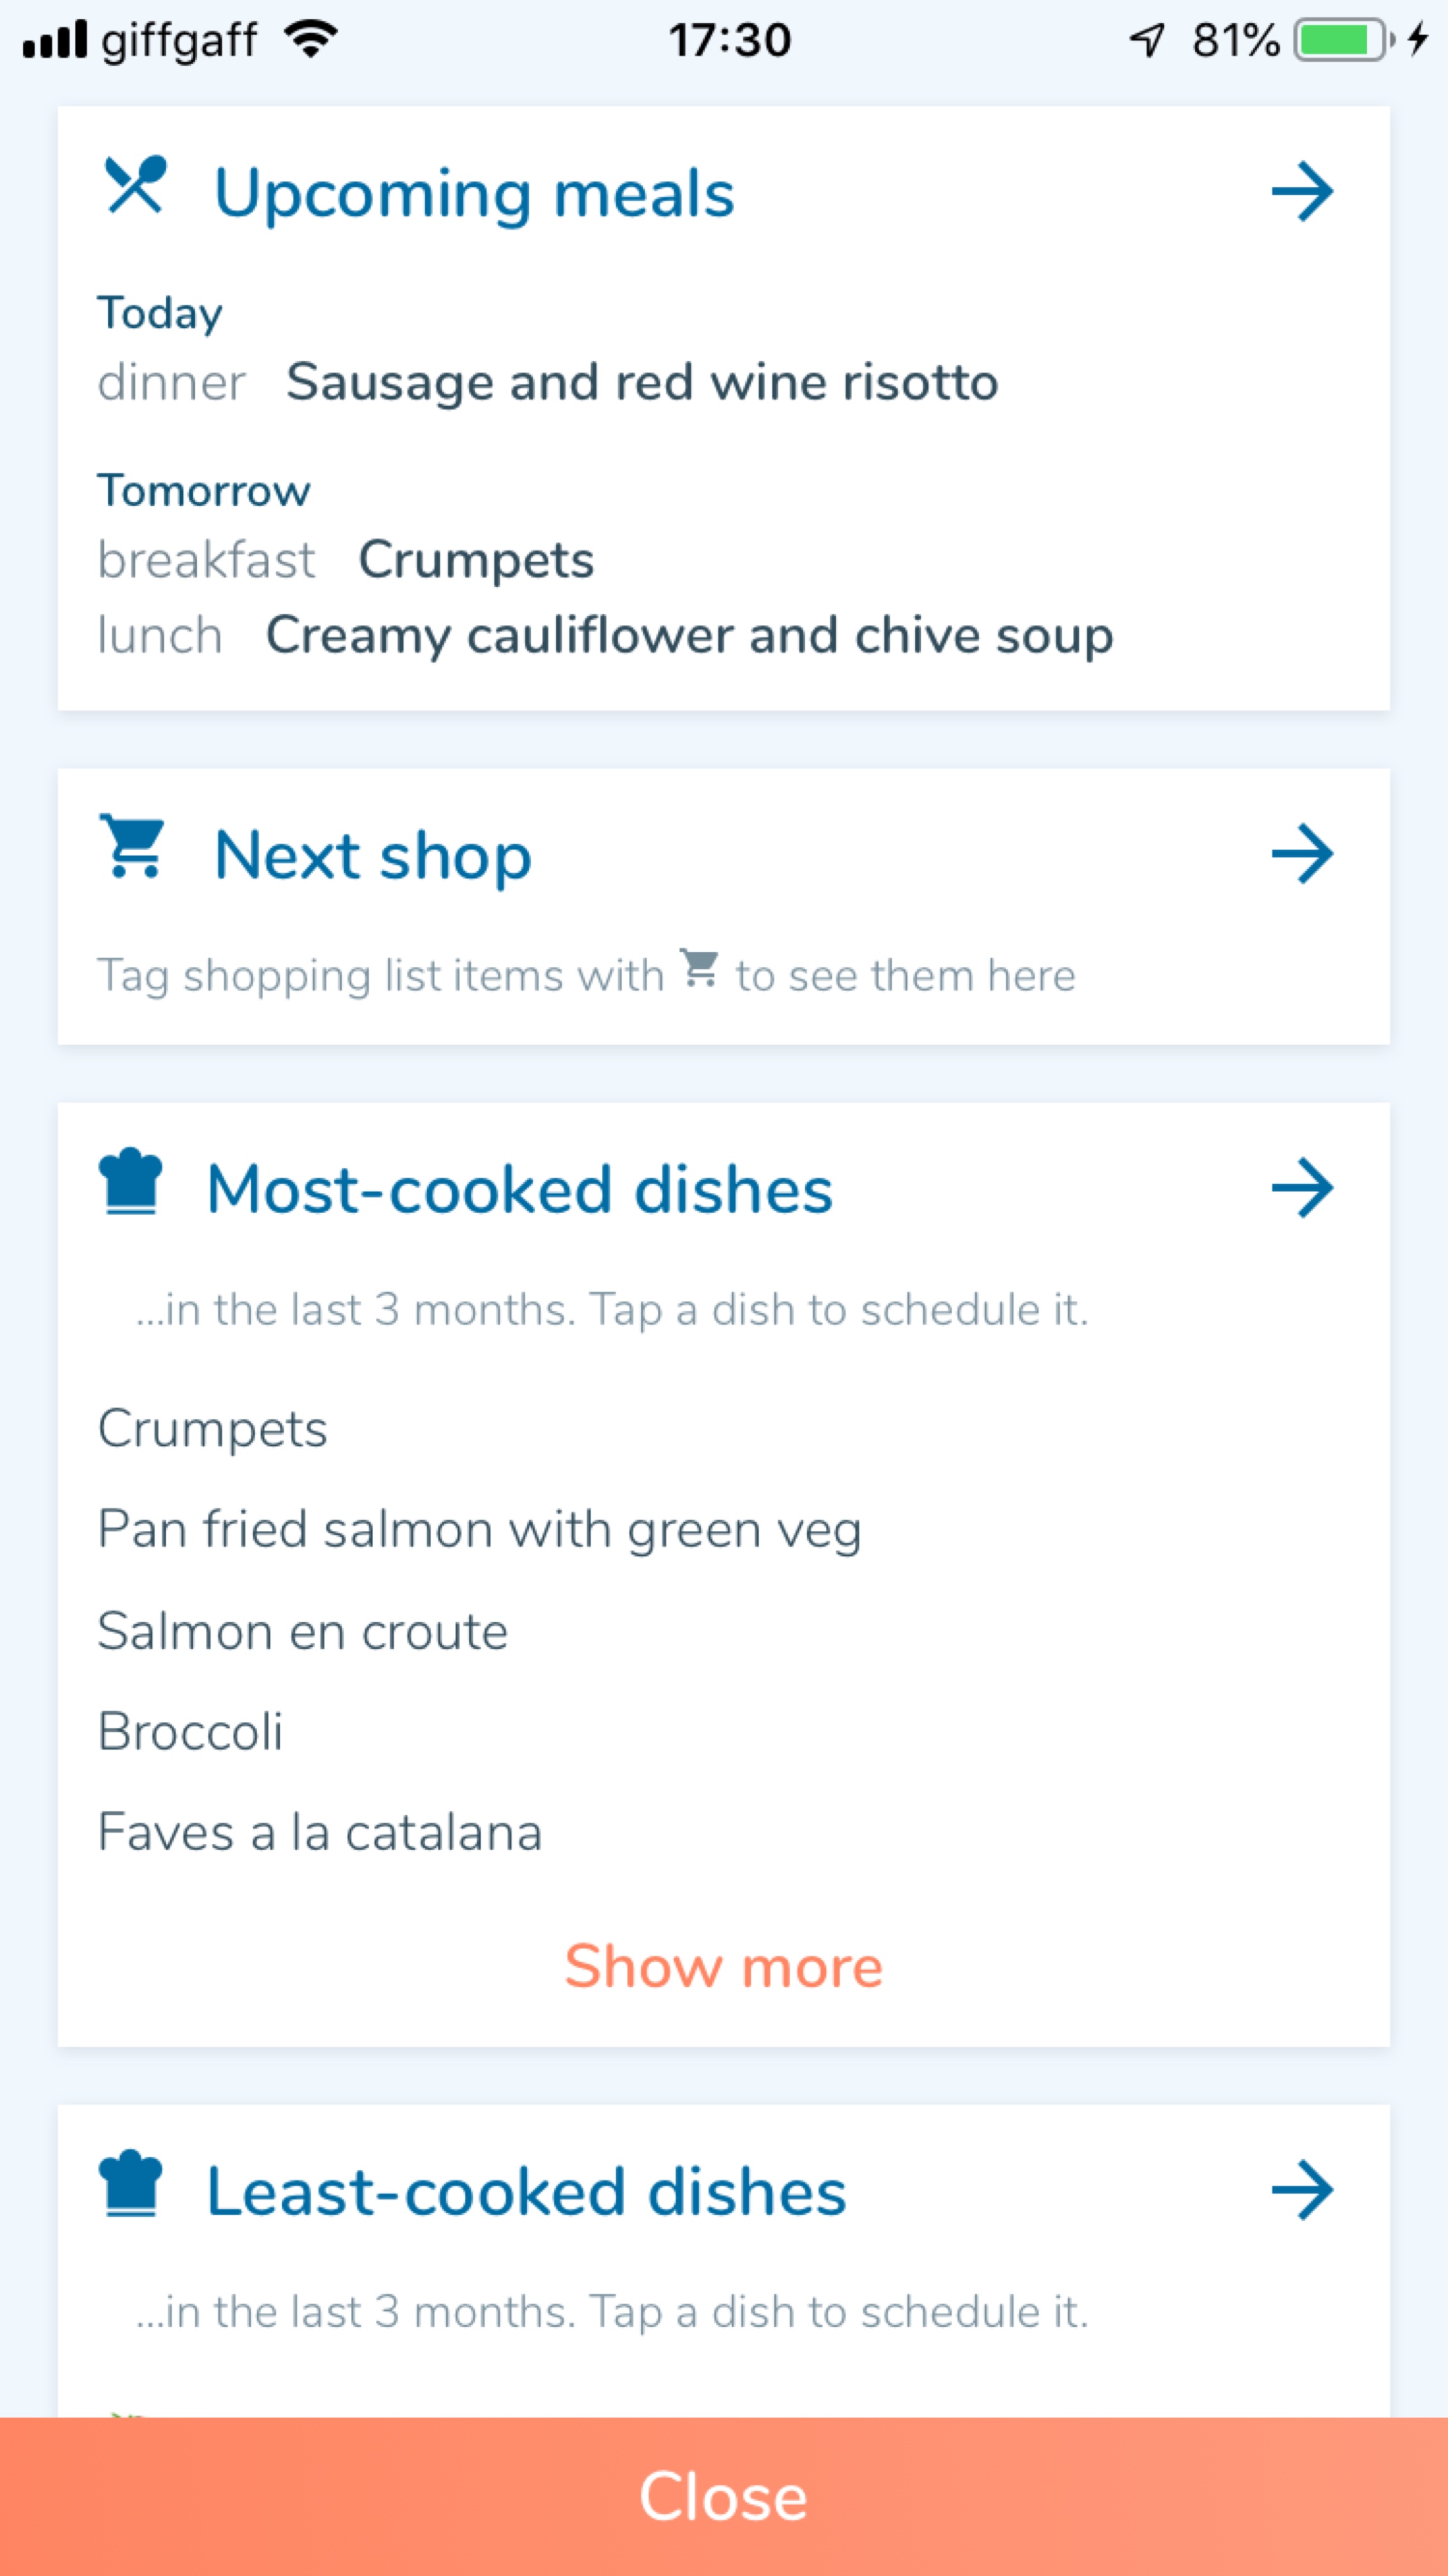 giffgaff 17:30 81%
Upcoming meals
Today
dinner Sausage and red wine risotto
Tomorrow
breakfast Crumpets
lunch Creamy cauliflower and chive soup
Next shop
Tag shopping list items with to see them here
Most-cooked dishes
...in the last 3 months. Tap a dish to schedule it.
Crumpets
Pan fried salmon with green veg
Salmon en croute
Broccoli
Faves a la catalana
Show more
Least-cooked dishes
...in the last 3 months. Tap a dish to schedule it.
Close